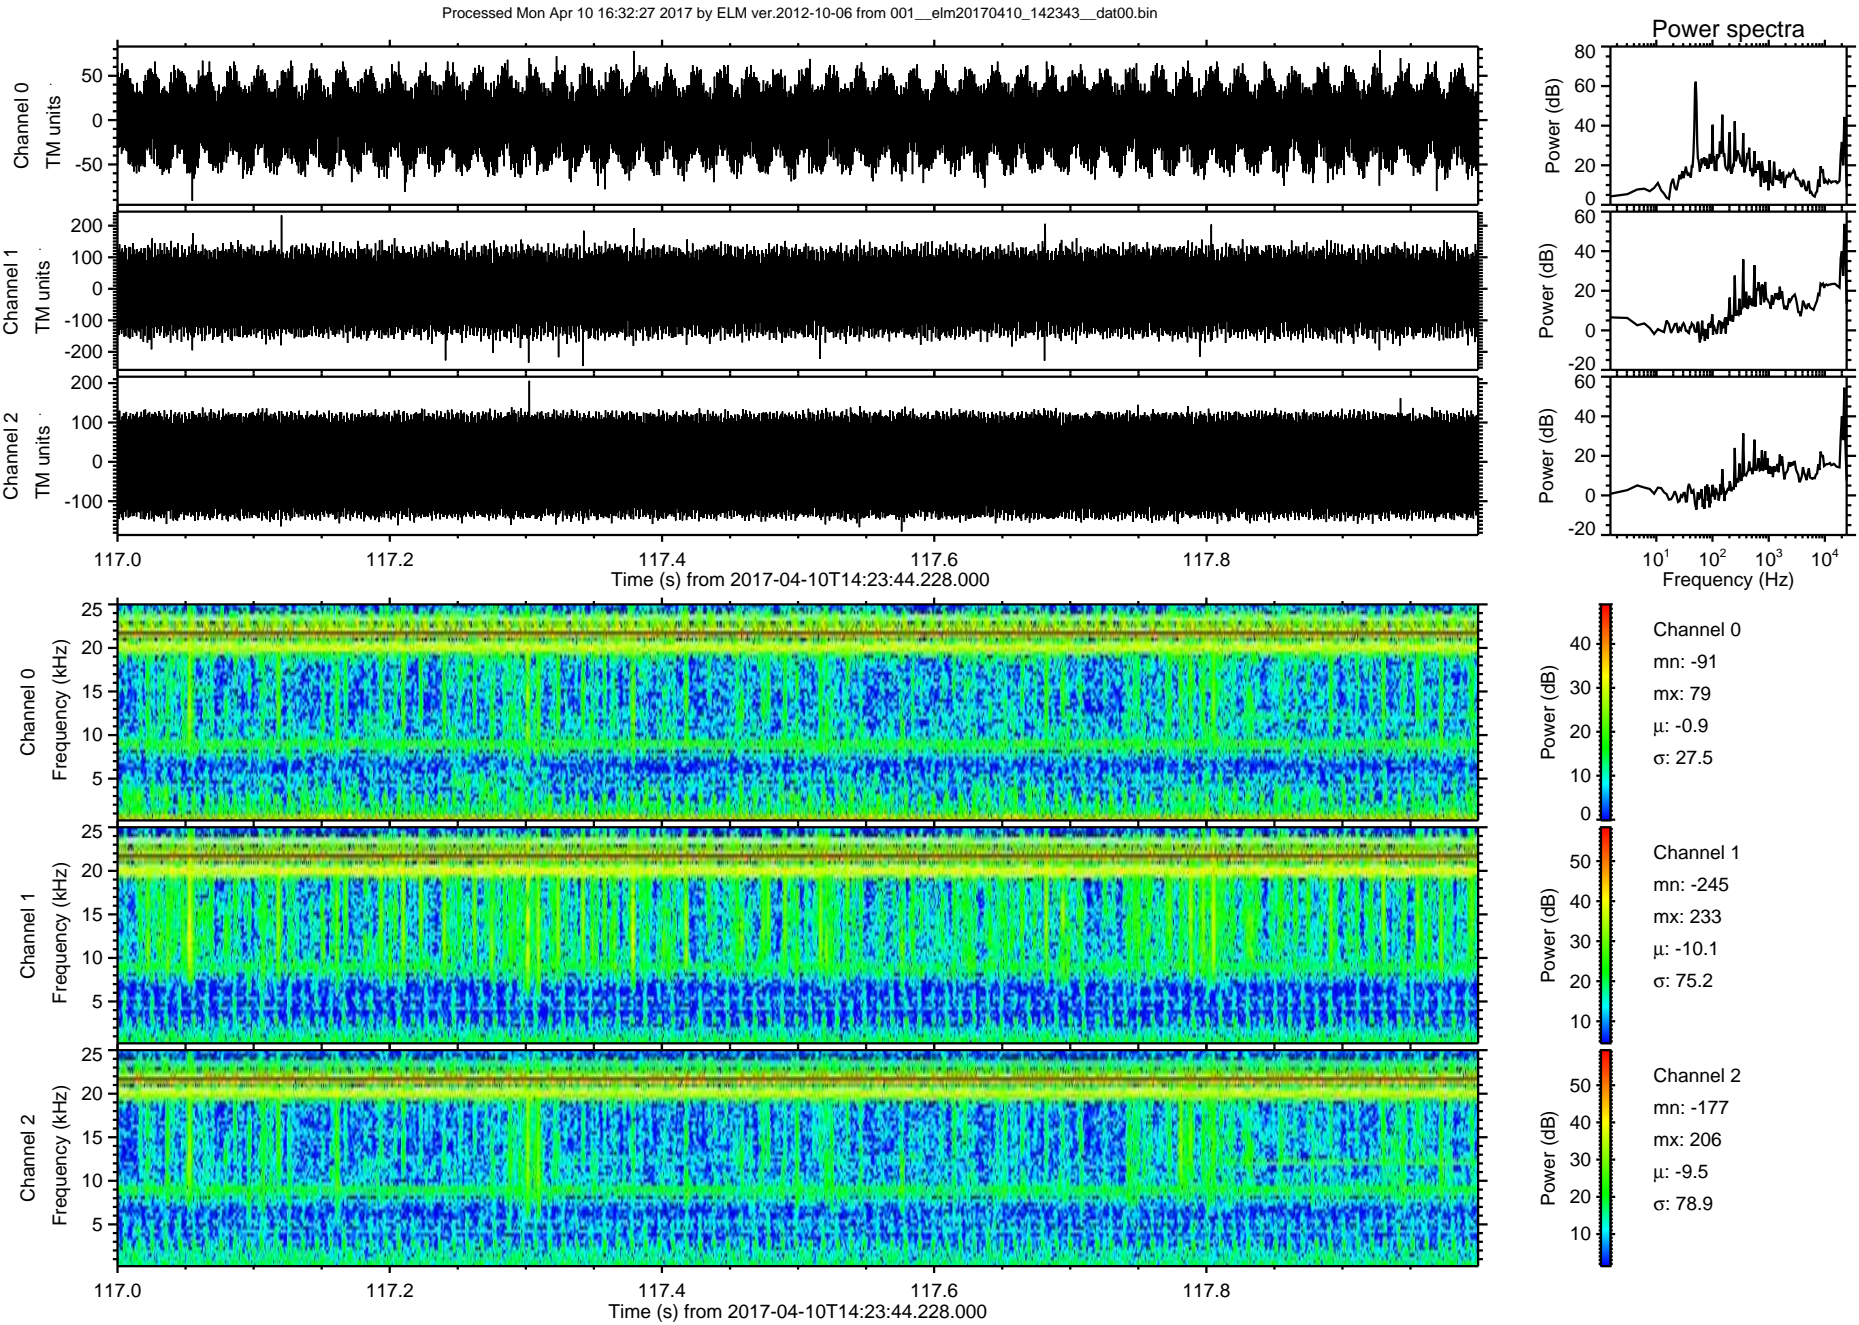 Processed Mon Apr 10 16:32:27 2017 by ELM ver.2012-10-06 from 001__elm20170410_142343__dat00.bin
Power spectra
Channel 0
TM units
50
0
-50
Power (dB)
80
60
40
20
0
Channel 1
TM units
200
100
0
-100
-200
Power (dB)
60
40
20
0
-20
Channel 2
TM units
200
100
0
-100
Power (dB)
60
40
20
0
-20
117.0 117.2 117.4 117.6 117.8
Time (s) from 2017-04-10T14:23:44.228.000
10¹ 10² 10³ 10⁴
Frequency (Hz)
Channel 0
Frequency (kHz)
25
20
15
10
5
Power (dB)
40
30
20
10
0
Channel 0
mn: -91
mx: 79
μ: -0.9
σ: 27.5
Channel 1
Frequency (kHz)
25
20
15
10
5
Power (dB)
50
40
30
20
10
Channel 1
mn: -245
mx: 233
μ: -10.1
σ: 75.2
Channel 2
Frequency (kHz)
25
20
15
10
5
Power (dB)
50
40
30
20
10
Channel 2
mn: -177
mx: 206
μ: -9.5
σ: 78.9
117.0 117.2 117.4 117.6 117.8
Time (s) from 2017-04-10T14:23:44.228.000